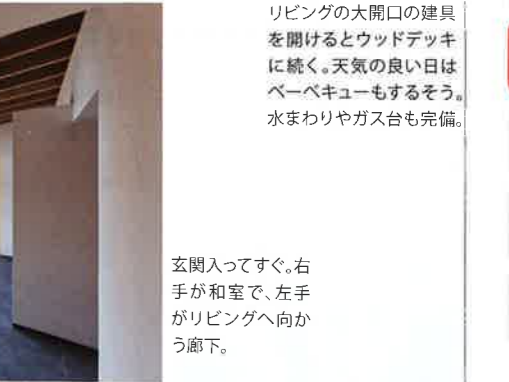 リビングの大開口の建具
を開けるとウッドデッキ
に続く。天気の良い日は
ベーベキューもするそう。
水まわりやガス台も完備。
玄関入ってすぐ。右
手が和室で、左手
がリビングへ向か
う廊下。